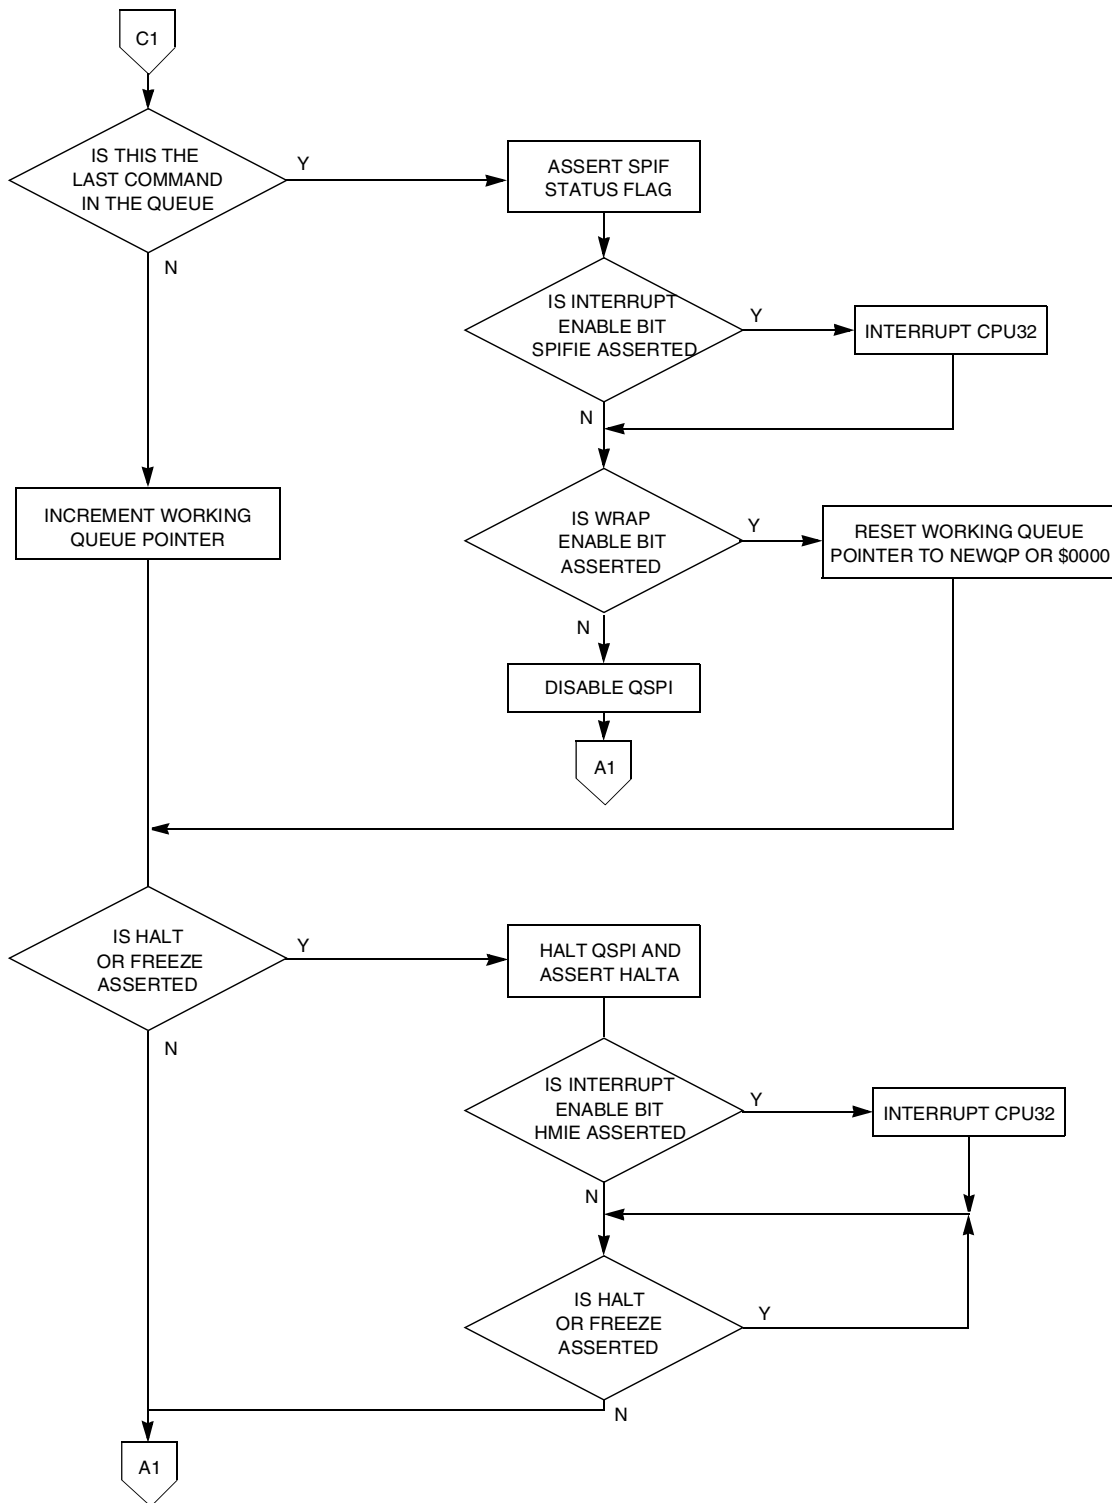 C1
IS THIS THE
LAST COMMAND
IN THE QUEUE
Y
ASSERT SPIF
STATUS FLAG
N
IS INTERRUPT
ENABLE BIT
SPIFIE ASSERTED
Y
INTERRUPT CPU32
N
INCREMENT WORKING
QUEUE POINTER
IS WRAP
ENABLE BIT
ASSERTED
Y
RESET WORKING QUEUE
POINTER TO NEWQP OR $0000
N
DISABLE QSPI
A1
IS HALT
OR FREEZE
ASSERTED
Y
HALT QSPI AND
ASSERT HALTA
N
IS INTERRUPT
ENABLE BIT
HMIE ASSERTED
Y
INTERRUPT CPU32
N
IS HALT
OR FREEZE
ASSERTED
Y
N
A1